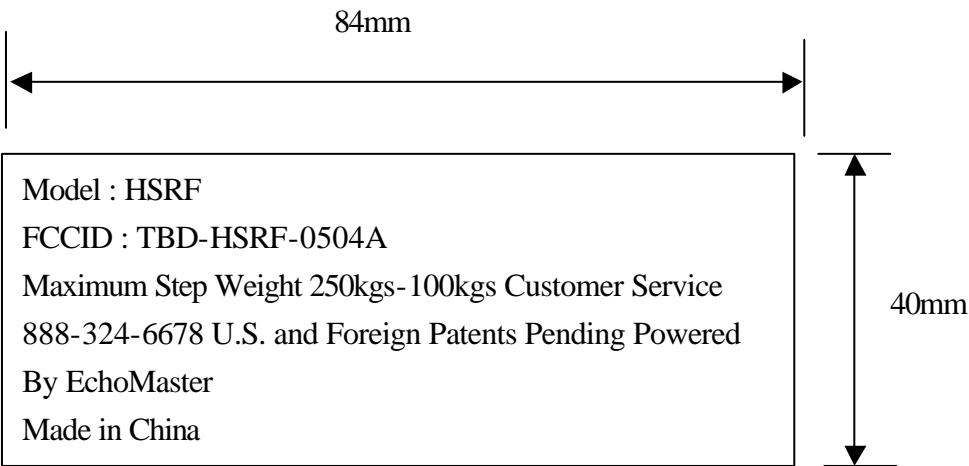 84mm
Model : HSRF
FCCID : TBD-HSRF-0504A
Maximum Step Weight 250kgs-100kgs Customer Service
888-324-6678 U.S. and Foreign Patents Pending Powered
By EchoMaster
Made in China
40mm